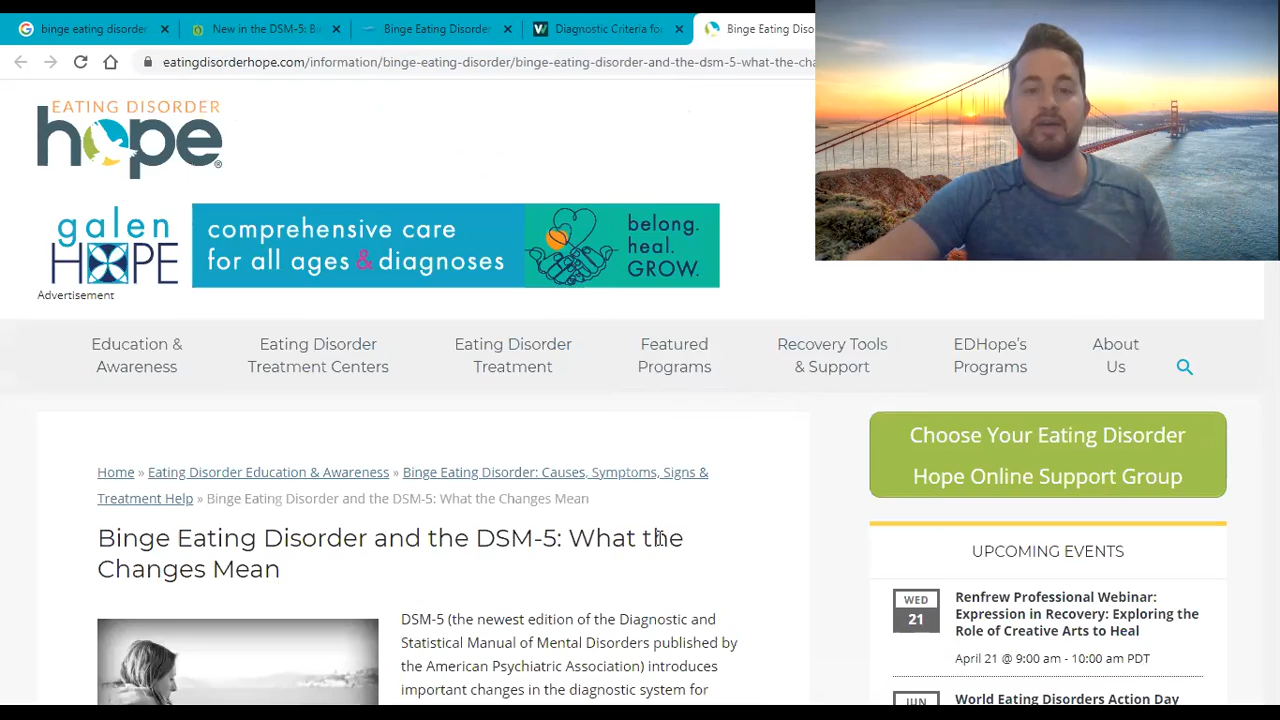 binge eating disorder
New in the DSM-5: Bi
Binge Eating Disorder
Diagnostic Criteria fo
Binge Eating Diso
eatingdisorderhope.com/information/binge-eating-disorder/binge-eating-disorder-and-the-dsm-5-what-the-cha
EATING DISORDER
hope
galen
HOPE
comprehensive care
for all ages & diagnoses
belong.
heal.
GROW.
Advertisement
Education &
Awareness
Eating Disorder
Treatment Centers
Eating Disorder
Treatment
Featured
Programs
Recovery Tools
& Support
EDHope's
Programs
About
Us
Home » Eating Disorder Education & Awareness » Binge Eating Disorder: Causes, Symptoms, Signs &
Treatment Help » Binge Eating Disorder and the DSM-5: What the Changes Mean
Binge Eating Disorder and the DSM-5: What the
Changes Mean
DSM-5 (the newest edition of the Diagnostic and
Statistical Manual of Mental Disorders published by
the American Psychiatric Association) introduces
important changes in the diagnostic system for
Choose Your Eating Disorder
Hope Online Support Group
UPCOMING EVENTS
WED
21
Renfrew Professional Webinar:
Expression in Recovery: Exploring the
Role of Creative Arts to Heal
April 21 @ 9:00 am - 10:00 am PDT
JUN
World Eating Disorders Action Day